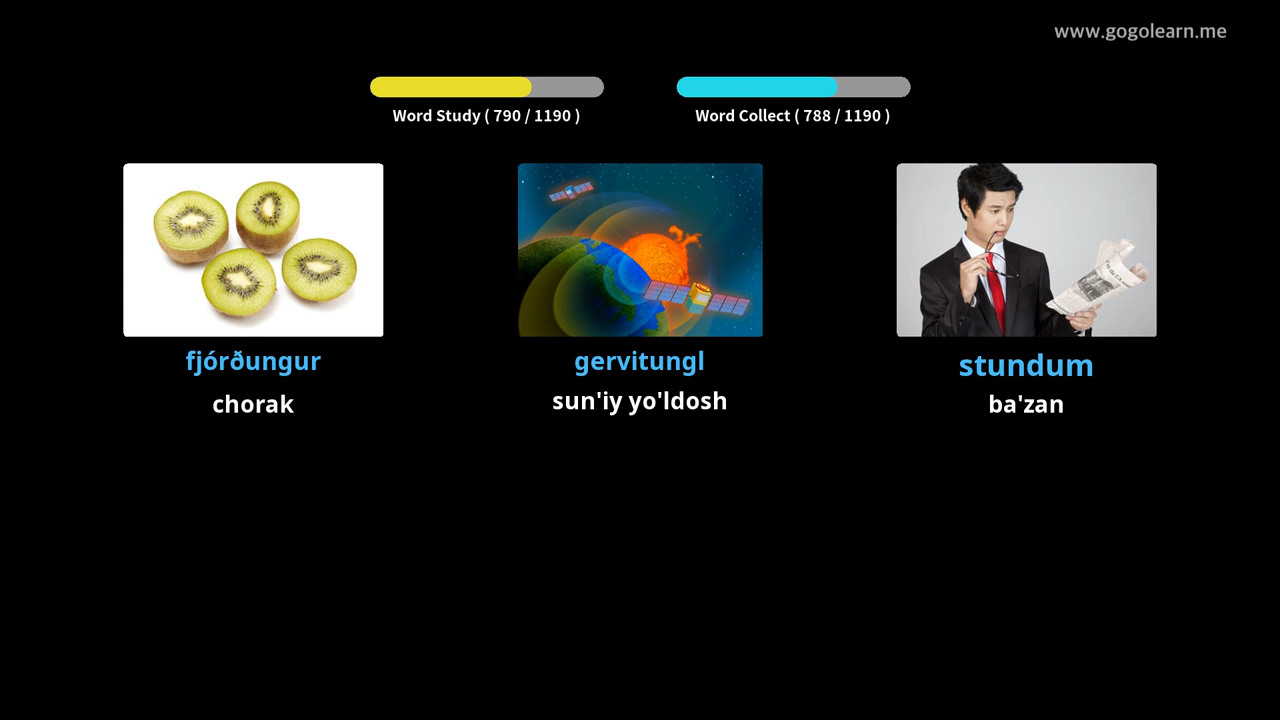 www.gogolearn.me
Word Study ( 790 / 1190 )
Word Collect ( 788 / 1190 )
fjórðungur
chorak
gervitungl
sun'iy yo'ldosh
stundum
ba'zan